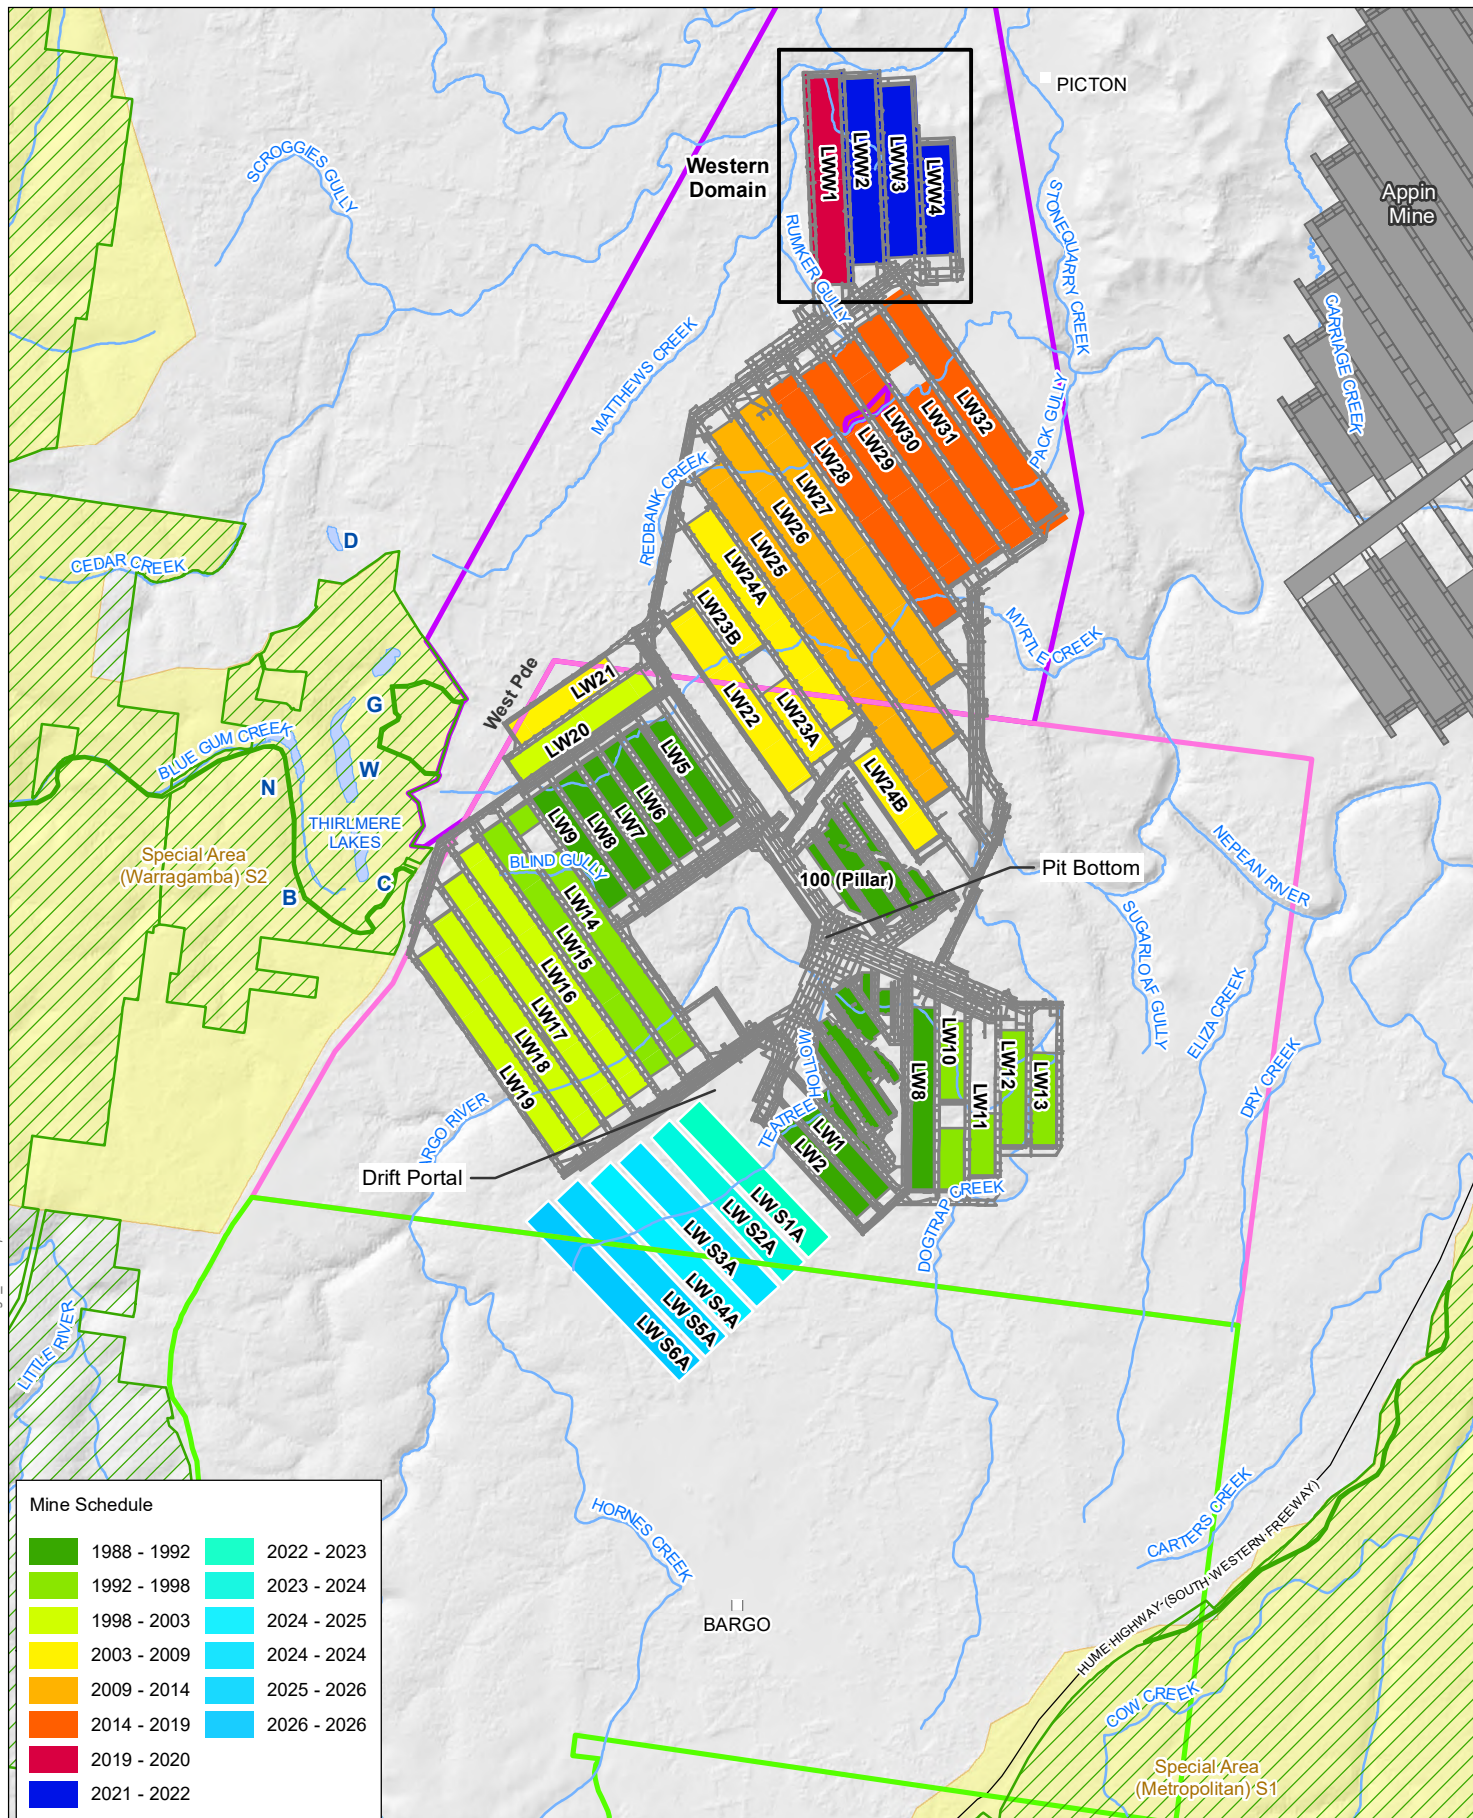 PICTON
SCROGGIES GULLY
Western
Domain
LWW1
LWW2
LWW3
LWW4
Appin
Mine
RUMKER GULLY
STONEQUARRY CREEK
CARRIAGE CREEK
MATTHEWS CREEK
PACK GULLY
LW32
LW31
LW30
LW29
LW28
LW27
LW26
LW25
LW24A
REDBANK CREEK
D
CEDAR CREEK
LW23B
MYRTLE CREEK
West Pde
LW21
LW20
LW22
LW23A
LW24B
G
BLUE GUM CREEK
W
N
THIRLMERE
LAKES
Special Area
(Warragamba) S2
B
C
LW5
LW6
LW7
LW8
LW9
BLIND GULLY
100 (Pillar)
Pit Bottom
NEPEAN RIVER
LW14
LW15
LW16
LW17
LW18
LW19
SUGARLOAF GULLY
ELIZA CREEK
DRY CREEK
TEATREE
HOLLOW
LW1
LW2
LW8
LW10
LW11
LW12
LW13
ARGO RIVER
Drift Portal
DOGTRAP CREEK
LW S1A
LW S2A
LW S3A
LW S4A
LW S5A
LW S6A
LITTLE RIVER
HORNES CREEK
CARTERS CREEK
HUME HIGHWAY (SOUTH WESTERN FREEWAY)
BARGO
COW CREEK
Special Area
(Metropolitan) S1
Mine Schedule
1988 - 1992
1992 - 1998
1998 - 2003
2003 - 2009
2009 - 2014
2014 - 2019
2019 - 2020
2021 - 2022
2022 - 2023
2023 - 2024
2024 - 2025
2024 - 2024
2025 - 2026
2026 - 2026